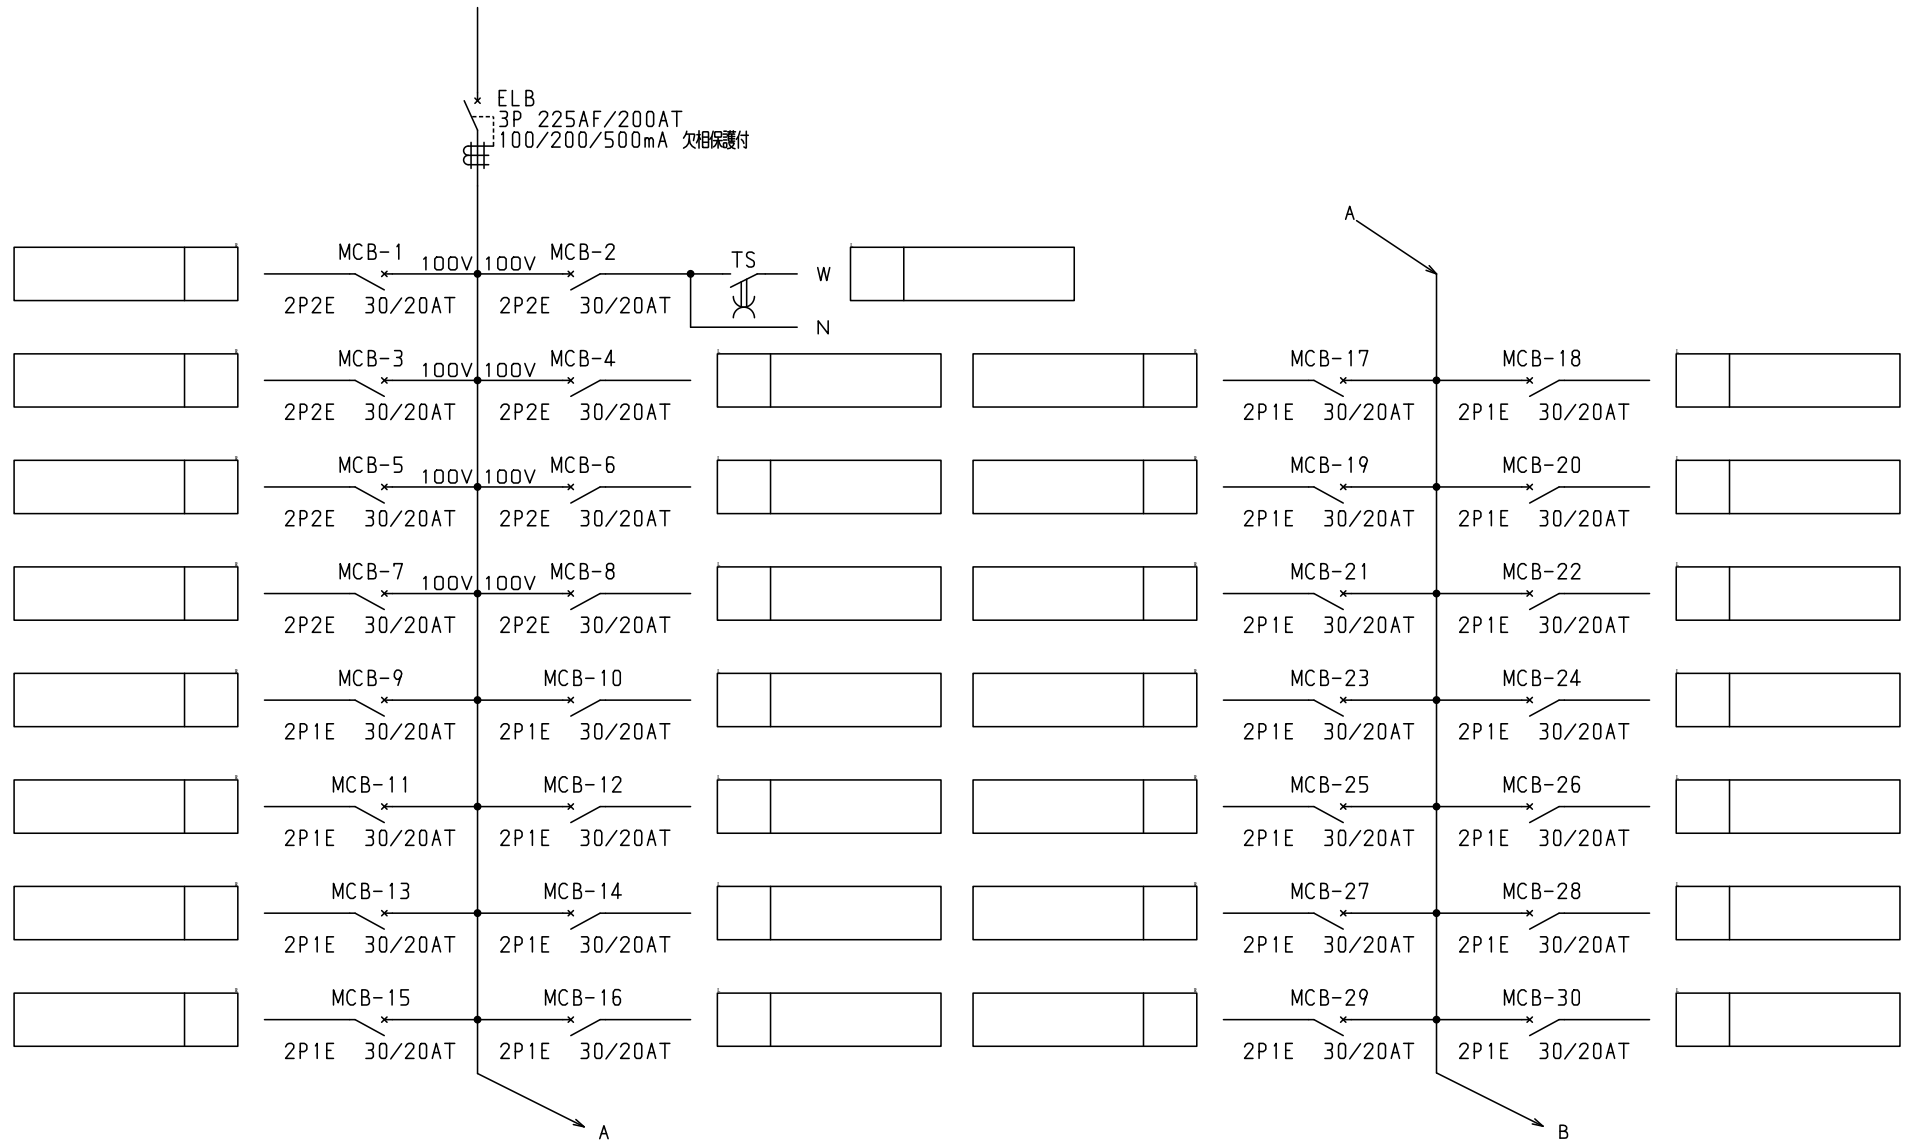 ELB
3P 225AF/200AT
100/200/500mA 欠相保護付
MCB-1 100V 100V MCB-2 TS W
2P2E 30/20AT 2P2E 30/20AT N
MCB-3 100V 100V MCB-4
2P2E 30/20AT 2P2E 30/20AT
MCB-5 100V 100V MCB-6
2P2E 30/20AT 2P2E 30/20AT
MCB-7 100V 100V MCB-8
2P2E 30/20AT 2P2E 30/20AT
MCB-9 MCB-10
2P1E 30/20AT 2P1E 30/20AT
MCB-11 MCB-12
2P1E 30/20AT 2P1E 30/20AT
MCB-13 MCB-14
2P1E 30/20AT 2P1E 30/20AT
MCB-15 MCB-16
2P1E 30/20AT 2P1E 30/20AT
A
A
MCB-17 MCB-18
2P1E 30/20AT 2P1E 30/20AT
MCB-19 MCB-20
2P1E 30/20AT 2P1E 30/20AT
MCB-21 MCB-22
2P1E 30/20AT 2P1E 30/20AT
MCB-23 MCB-24
2P1E 30/20AT 2P1E 30/20AT
MCB-25 MCB-26
2P1E 30/20AT 2P1E 30/20AT
MCB-27 MCB-28
2P1E 30/20AT 2P1E 30/20AT
MCB-29 MCB-30
2P1E 30/20AT 2P1E 30/20AT
B